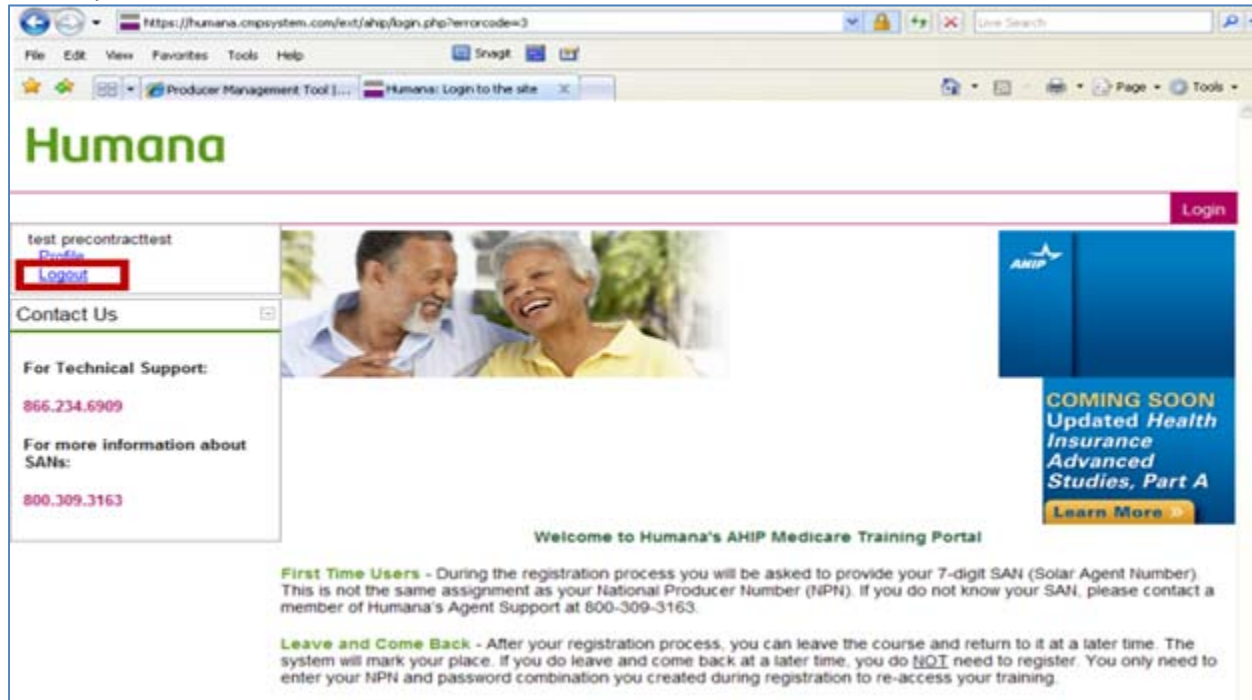 https://humana.cmpsystem.com/ext/ahip/login.php?errorcode=3
Live Search
File Edit View Favorites Tools Help
SnagIt
Producer Management Tool |...
Humana: Login to the site
Page
Tools
Humana
Login
test precontracttest
Profile
Logout
Contact Us
For Technical Support:
866.234.6909
For more information about
SANs:
800.309.3163
AHIP
COMING SOON
Updated Health
Insurance
Advanced
Studies, Part A
Learn More »
Welcome to Humana's AHIP Medicare Training Portal
First Time Users - During the registration process you will be asked to provide your 7-digit SAN (Solar Agent Number).
This is not the same assignment as your National Producer Number (NPN). If you do not know your SAN, please contact a
member of Humana's Agent Support at 800-309-3163.
Leave and Come Back - After your registration process, you can leave the course and return to it at a later time. The
system will mark your place. If you do leave and come back at a later time, you do NOT need to register. You only need to
enter your NPN and password combination you created during registration to re-access your training.